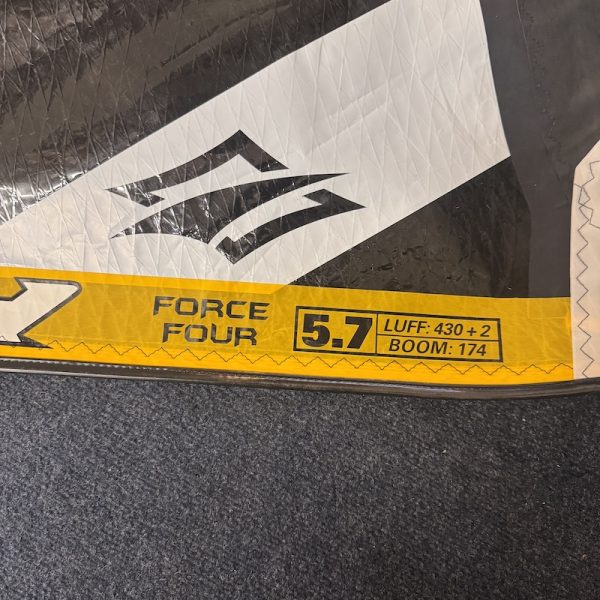 FORCE
FOUR
5.7
LUFF: 430 + 2
BOOM: 174